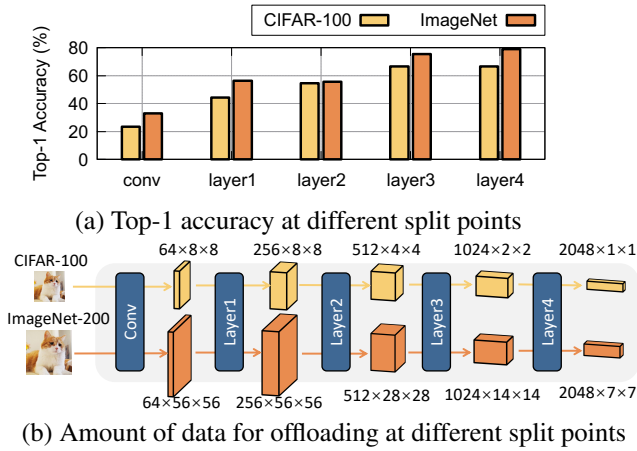 CIFAR-100 ImageNet
Top-1 Accuracy (%)
80
60
40
20
0
conv layer1 layer2 layer3 layer4
(a) Top-1 accuracy at different split points
64×8×8 256×8×8 512×4×4 1024×2×2 2048×1×1
CIFAR-100
Conv Layer1 Layer2 Layer3 Layer4
ImageNet-200
64×56×56 256×56×56 512×28×28 1024×14×14 2048×7×7
(b) Amount of data for offloading at different split points